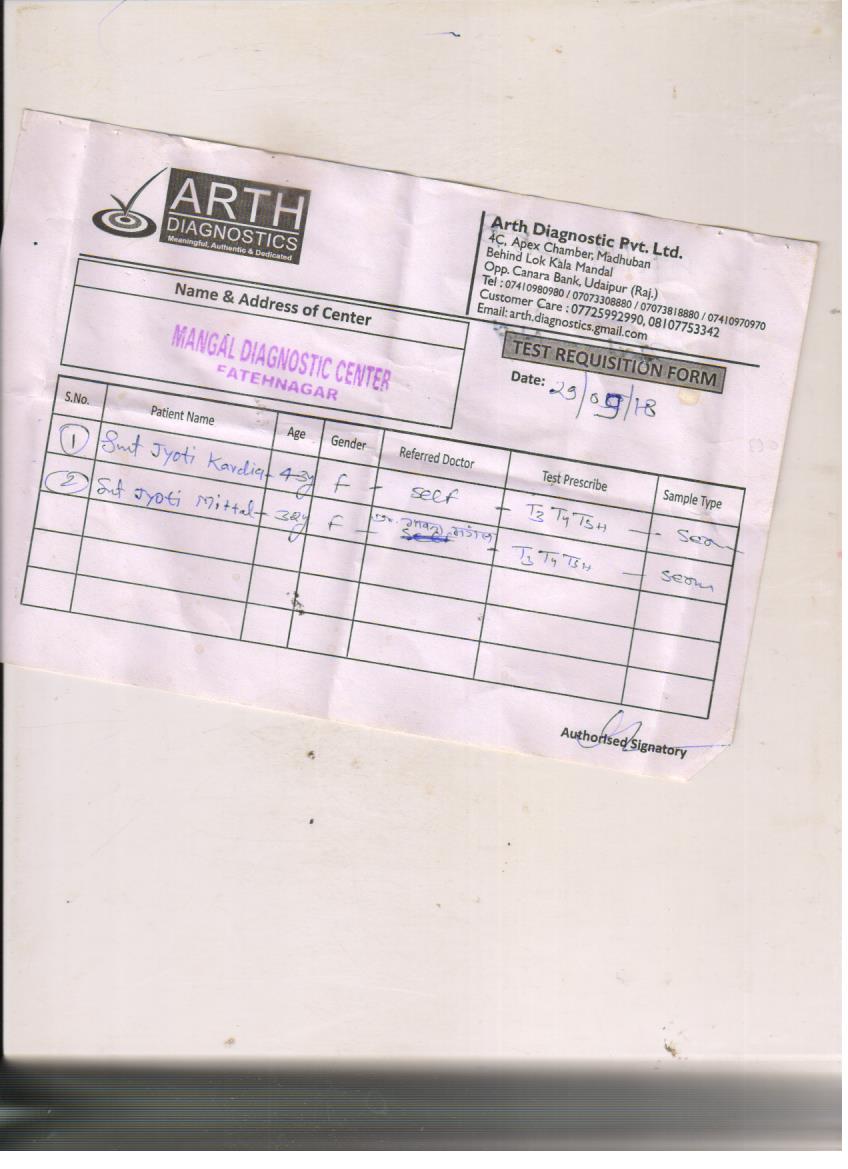 ARTH
DIAGNOSTICS
Meaningful, Authentic & Dedicated
Arth Diagnostic Pvt. Ltd.
4C, Apex Chamber, Madhuban
Behind Lok Kala Mandal
Opp. Canara Bank, Udaipur (Raj.)
Tel : 07410980980 / 07073308880 / 07073818880 / 07410970970
Customer Care : 07725992990, 08107753342
Email: arth.diagnostics.gmail.com
Name & Address of Center
MANGAL DIAGNOSTIC CENTER
FATEHNAGAR
TEST REQUISITION FORM
Date: 29/09/18
S.No. Patient Name Age Gender Referred Doctor Test Prescribe Sample Type
1 Smt Jyoti Kardia - 43y F - Self - T3 T4 TSH - Serum
2 Smt Jyoti Mittal - 38y F - T3 T4 TSH - Serum
Authorised Signatory